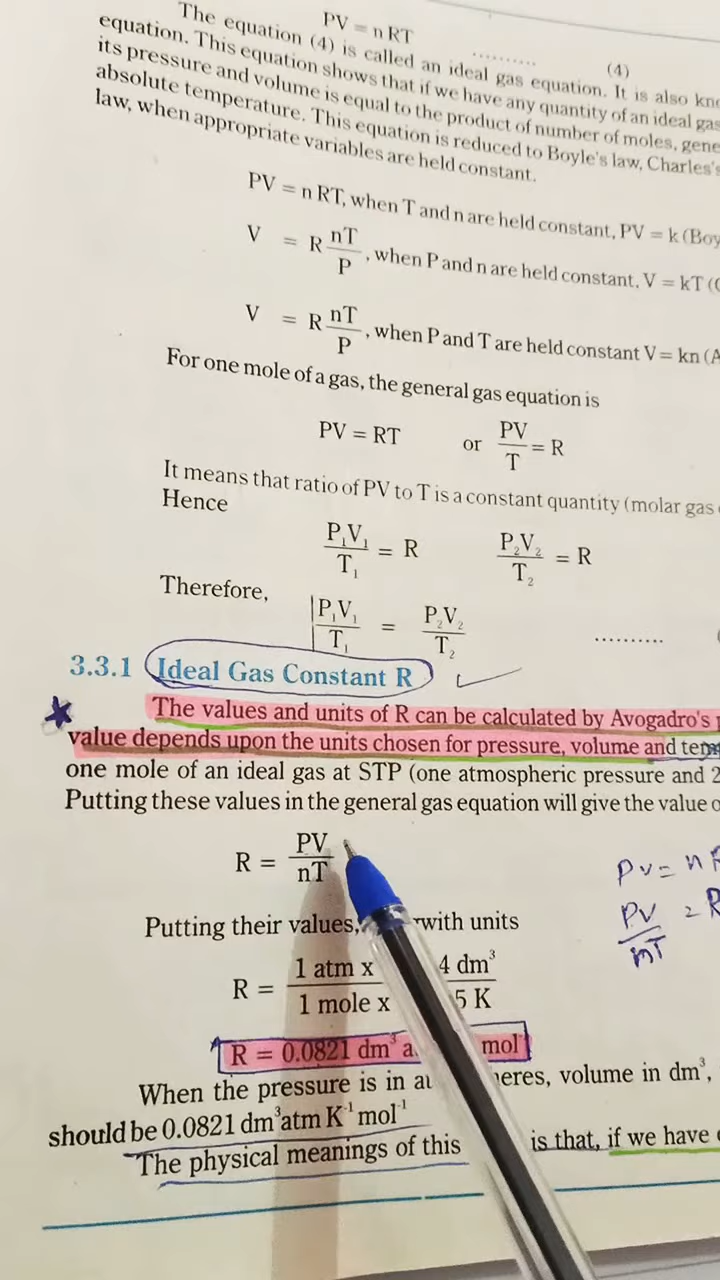 PV = n RT .......... (4)
The equation (4) is called an ideal gas equation. It is also
equation. This equation shows that if we have any quantity of an ideal gas
its pressure and volume is equal to the product of number of moles,
absolute temperature. This equation is reduced to Boyle's law, Charles's
law, when appropriate variables are held constant.
PV = n RT, when T and n are held constant, PV = k
V = R nT/P, when P and n are held constant, V = kT
V = R nT/P, when P and T are held constant V = kn
For one mole of a gas, the general gas equation is
PV = RT or PV/T = R
It means that ratio of PV to T is a constant quantity (molar gas
Hence
P₁V₁/T₁ = R P₂V₂/T₂ = R
Therefore,
P₁V₁/T₁ = P₂V₂/T₂ ..........
3.3.1 Ideal Gas Constant R
The values and units of R can be calculated by Avogadro's
value depends upon the units chosen for pressure, volume and
one mole of an ideal gas at STP (one atmospheric pressure and 2
Putting these values in the general gas equation will give the value
R = PV/nT
PV = n R
PV/nT = R
Putting their values, with units
R = 1 atm x 4 dm³ / 1 mole x 5 K
R = 0.0821 dm³ a mol⁻¹
When the pressure is in at eres, volume in dm³,
should be 0.0821 dm³ atm K⁻¹ mol⁻¹
The physical meanings of this is that, if we have